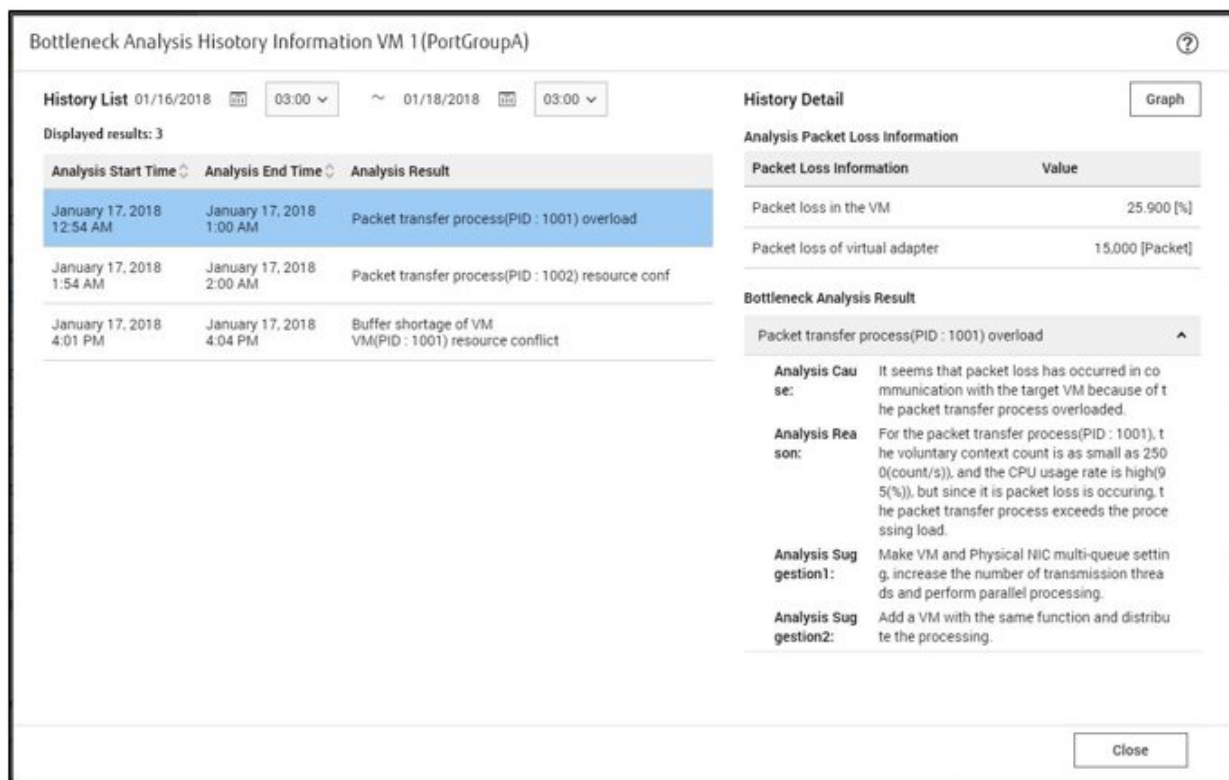 Bottleneck Analysis Hisotory Information VM 1(PortGroupA)
History List 01/16/2018 03:00 ~ 01/18/2018 03:00
Displayed results: 3
Analysis Start Time Analysis End Time Analysis Result
January 17, 2018
12:54 AM
January 17, 2018
1:00 AM
Packet transfer process(PID : 1001) overload
January 17, 2018
1:54 AM
January 17, 2018
2:00 AM
Packet transfer process(PID : 1002) resource conf
January 17, 2018
4:01 PM
January 17, 2018
4:04 PM
Buffer shortage of VM
VM(PID : 1001) resource conflict
History Detail
Graph
Analysis Packet Loss Information
Packet Loss Information Value
Packet loss in the VM 25.900 [%]
Packet loss of virtual adapter 15,000 [Packet]
Bottleneck Analysis Result
Packet transfer process(PID : 1001) overload
Analysis Cau
se:
It seems that packet loss has occurred in co
mmunication with the target VM because of t
he packet transfer process overloaded.
Analysis Rea
son:
For the packet transfer process(PID : 1001), t
he voluntary context count is as small as 250
0(count/s)), and the CPU usage rate is high(9
5(%)), but since it is packet loss is occuring, t
he packet transfer process exceeds the proce
ssing load.
Analysis Sug
gestion1:
Make VM and Physical NIC multi-queue settin
g, increase the number of transmission threa
ds and perform parallel processing.
Analysis Sug
gestion2:
Add a VM with the same function and distribu
te the processing.
Close